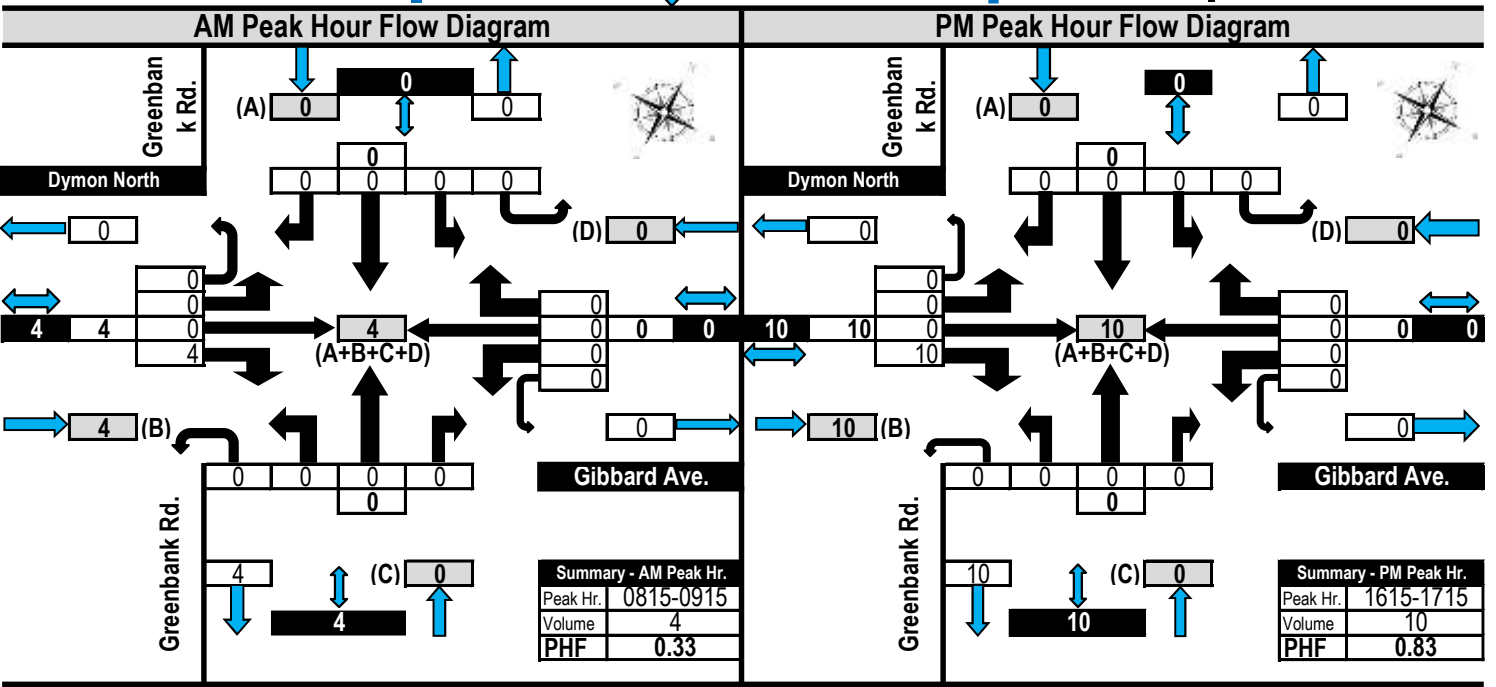 AM Peak Hour Flow Diagram
Greenban
k Rd.
0
(A) 0 0
0
0 0 0 0
Dymon North
0
(D) 0
0
0
4 4 0
4
4
(A+B+C+D)
0
0 0 0
0
0
4 (B)
0
0 0 0 0
0
Gibbard Ave.
Greenbank Rd.
4
(C) 0
4
Summary - AM Peak Hr.
Peak Hr. 0815-0915
Volume 4
PHF 0.33
PM Peak Hour Flow Diagram
Greenban
k Rd.
0
(A) 0 0
0
0 0 0 0
Dymon North
0
(D) 0
0
0
10 10 0
10
10
(A+B+C+D)
0
0 0 0
0
0
10 (B)
0
0 0 0 0
0
Gibbard Ave.
Greenbank Rd.
10
(C) 0
10
Summary - PM Peak Hr.
Peak Hr. 1615-1715
Volume 10
PHF 0.83